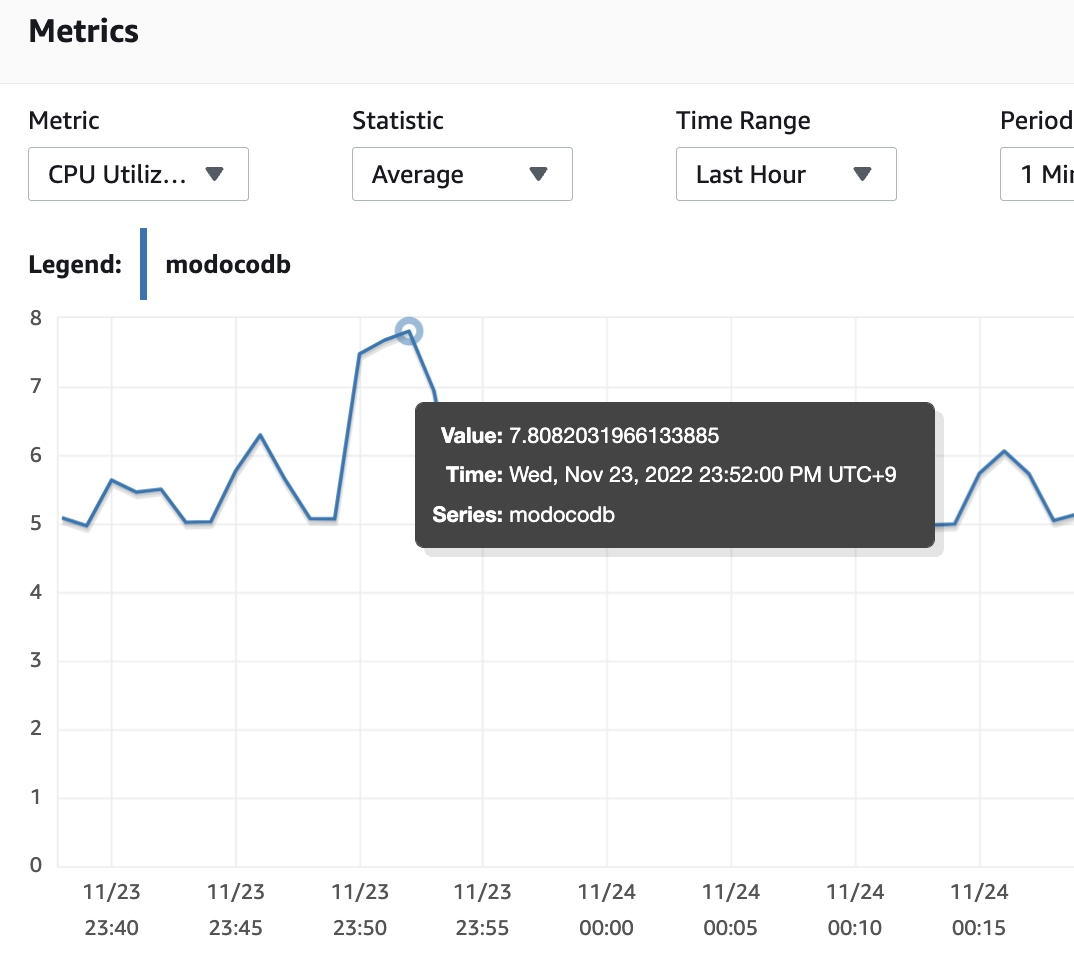 Metrics
Metric Statistic Time Range Period
CPU Utiliz... Average Last Hour 1 Min
Legend: modocodb
8
7
6
5
4
3
2
1
0
Value: 7.8082031966133885
Time: Wed, Nov 23, 2022 23:52:00 PM UTC+9
Series: modocodb
11/23 11/23 11/23 11/23 11/24 11/24 11/24 11/24
23:40 23:45 23:50 23:55 00:00 00:05 00:10 00:15